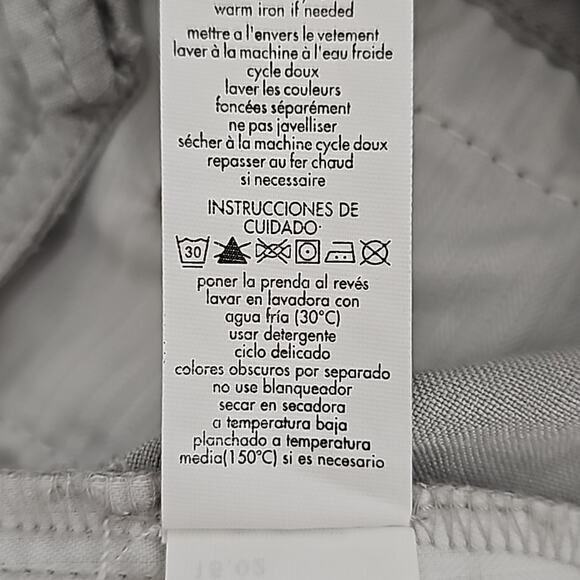 warm iron if needed
mettre a l'envers le vetement
laver à la machine à l'eau froide
cycle doux
laver les couleurs
foncées séparément
ne pas javelliser
sécher à la machine cycle doux
repasser au fer chaud
si necessaire
INSTRUCCIONES DE
CUIDADO:
30
poner la prenda al revés
lavar en lavadora con
agua fría (30°C)
usar detergente
ciclo delicado
colores obscuros por separado
no use blanqueador
secar en secadora
a temperatura baja
planchado a temperatura
media(150°C) si es necesario